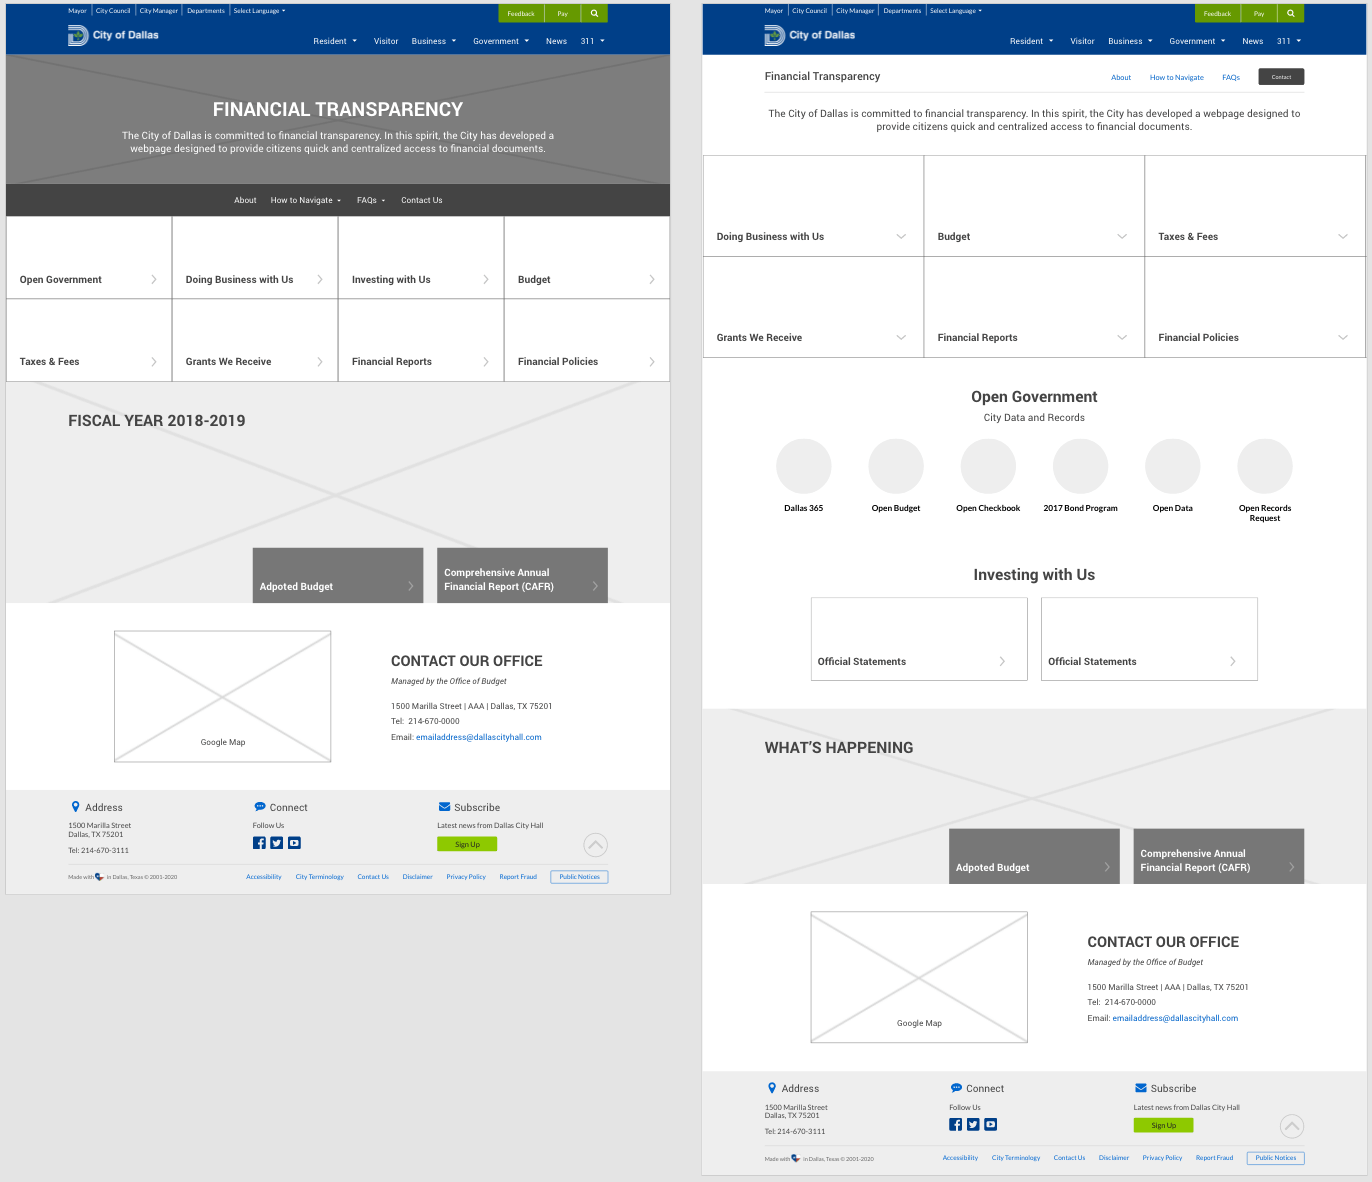 Mayor City Council City Manager Departments Select Language
Feedback Pay
City of Dallas
Resident Visitor Business Government News 311
FINANCIAL TRANSPARENCY
The City of Dallas is committed to financial transparency. In this spirit, the City has developed a
webpage designed to provide citizens quick and centralized access to financial documents.
About How to Navigate FAQs Contact Us
Open Government Doing Business with Us Investing with Us Budget
Taxes & Fees Grants We Receive Financial Reports Financial Policies
FISCAL YEAR 2018-2019
Adpoted Budget
Comprehensive Annual
Financial Report (CAFR)
Google Map
CONTACT OUR OFFICE
Managed by the Office of Budget
1500 Marilla Street | AAA | Dallas, TX 75201
Tel: 214-670-0000
Email: emailaddress@dallascityhall.com
Address
1500 Marilla Street
Dallas, TX 75201
Tel: 214-670-3111
Connect
Follow Us
Subscribe
Latest news from Dallas City Hall
Sign Up
Made with in Dallas, Texas © 2001-2020
Accessibility City Terminology Contact Us Disclaimer Privacy Policy Report Fraud Public Notices
Mayor City Council City Manager Departments Select Language
Feedback Pay
City of Dallas
Resident Visitor Business Government News 311
Financial Transparency
About How to Navigate FAQs Contact
The City of Dallas is committed to financial transparency. In this spirit, the City has developed a webpage designed to
provide citizens quick and centralized access to financial documents.
Doing Business with Us Budget Taxes & Fees
Grants We Receive Financial Reports Financial Policies
Open Government
City Data and Records
Dallas 365 Open Budget Open Checkbook 2017 Bond Program Open Data
Open Records
Request
Investing with Us
Official Statements Official Statements
WHAT'S HAPPENING
Adpoted Budget
Comprehensive Annual
Financial Report (CAFR)
Google Map
CONTACT OUR OFFICE
Managed by the Office of Budget
1500 Marilla Street | AAA | Dallas, TX 75201
Tel: 214-670-0000
Email: emailaddress@dallascityhall.com
Address
1500 Marilla Street
Dallas, TX 75201
Tel: 214-670-3111
Connect
Follow Us
Subscribe
Latest news from Dallas City Hall
Sign Up
Made with in Dallas, Texas © 2001-2020
Accessibility City Terminology Contact Us Disclaimer Privacy Policy Report Fraud Public Notices